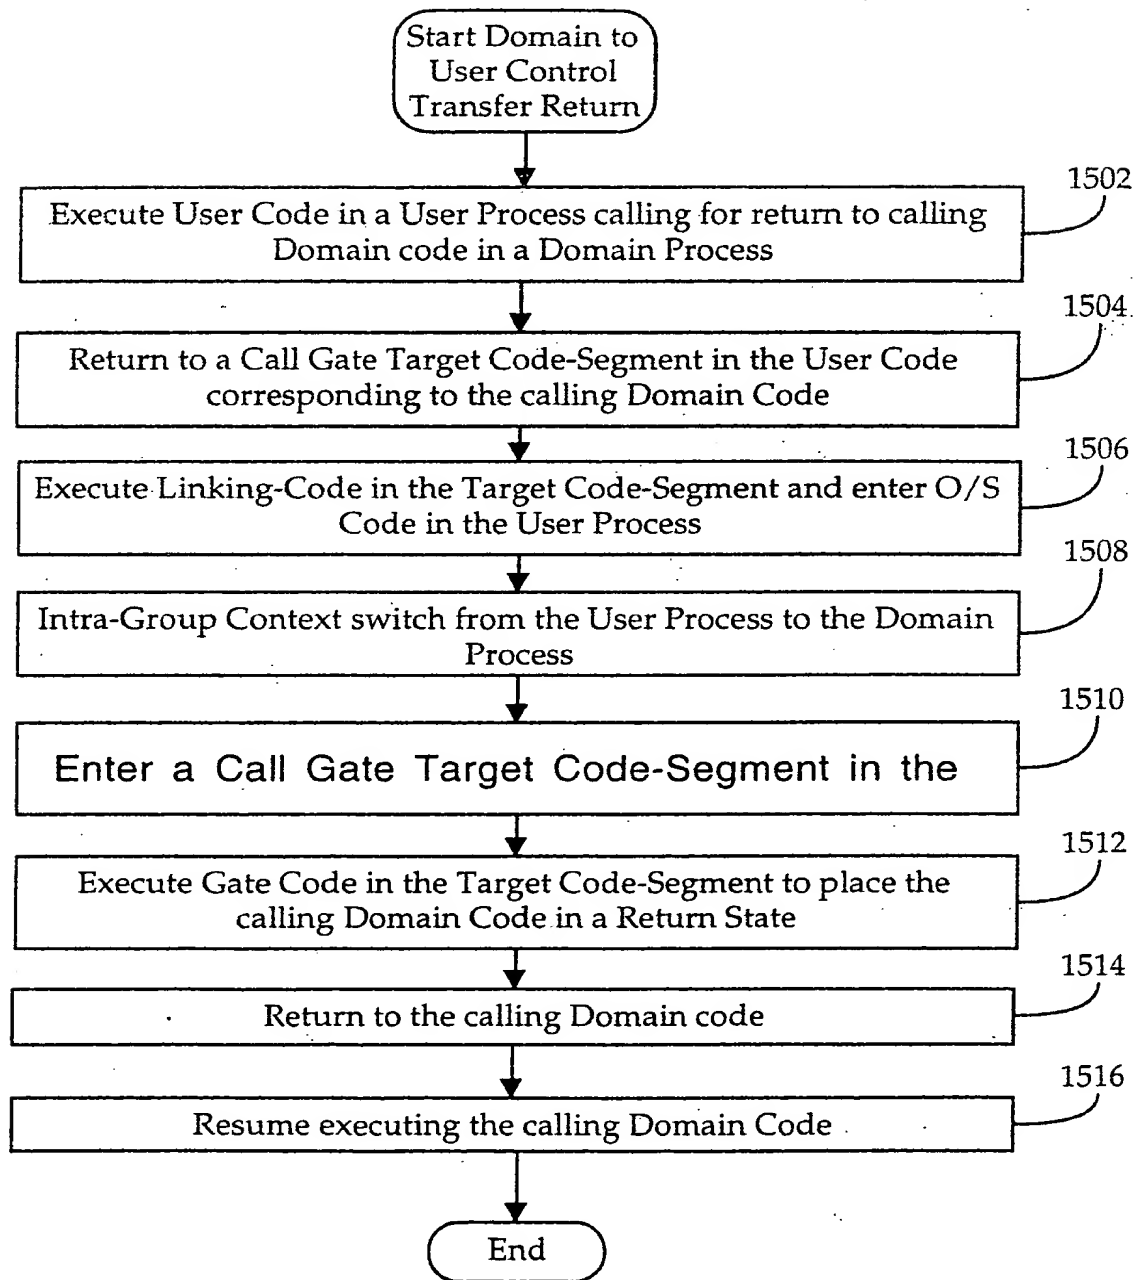 Start Domain to
User Control
Transfer Return
1502
Execute User Code in a User Process calling for return to calling
Domain code in a Domain Process
1504
Return to a Call Gate Target Code-Segment in the User Code
corresponding to the calling Domain Code
1506
Execute Linking-Code in the Target Code-Segment and enter O/S
Code in the User Process
1508
Intra-Group Context switch from the User Process to the Domain
Process
1510
Enter a Call Gate Target Code-Segment in the
1512
Execute Gate Code in the Target Code-Segment to place the
calling Domain Code in a Return State
1514
Return to the calling Domain code
1516
Resume executing the calling Domain Code
End